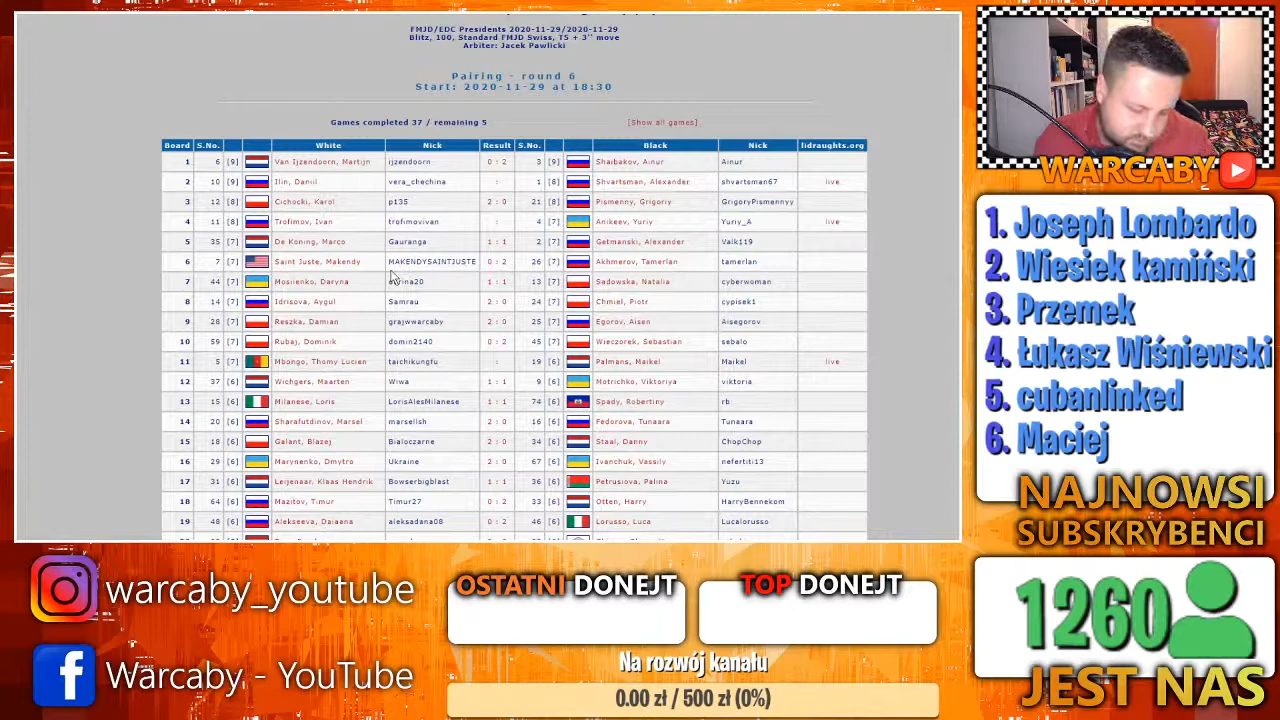 FMJD/EDC Presidents 2020-11-29/2020-11-29
Blitz, 100, Standard FMJD Swiss, T5 + 3'' move
Arbiter: Jacek Pawlicki
Pairing - round 6
Start: 2020-11-29 at 18:30
Games completed 37 / remaining 5 [Show all games]
Board S.No. White Nick Result S.No. Black Nick lidraughts.org
1 6 [9] Van Ijzendoorn, Martijn ijzendoorn 0 : 2 3 [9] Shaibakov, Ainur Ainur
2 10 [9] Ilin, Daniil vera_chechina : 1 [8] Shvartsman, Alexander shvartsman67 live
3 12 [8] Cichocki, Karol p135 2 : 0 21 [8] Pismenny, Grigoriy GrigoryPismennyy
4 11 [8] Trofimov, Ivan trofimovivan : 4 [7] Anikeev, Yuriy Yuriy_A live
5 35 [7] De Koning, Marco Gauranga 1 : 1 2 [7] Getmanski, Alexander Valk119
6 7 [7] Saint Juste, Makendy MAKENDYSAINTJUSTE 0 : 2 26 [7] Akhmerov, Tamerlan tamerlan
7 44 [7] Daryna 1 : 1 13 [7] Sadowska, Natalia cyberwoman
8 14 [7] Idrisova, Aygul Samrau 2 : 0 24 [7] Chmiel, Piotr cypisek1
9 28 [7] Reszka, Damian grajwwarcaby 2 : 0 25 [7] Egorov, Aisen Aisegorov
10 59 [7] Rubaj, Dominik domin2140 2 : 0 45 [7] Wieczorek, Sebastian sebalo
11 5 [7] Mbongo, Thomy Lucien taichikungfu : 19 [6] Palmans, Maikel Maikel live
12 37 [6] Wichgers, Maarten Wiwa 1 : 1 9 [6] Motrichko, Viktoriya viktoria
13 15 [6] Milanese, Loris LorisAlesMilanese 1 : 1 74 [6] Spady, Robertiny rb
14 20 [6] Sharafutdinov, Marsel marsellsh 2 : 0 16 [6] Fedorova, Tunaara Tunaara
15 18 [6] Galant, Blazej Bialoczarne 2 : 0 34 [6] Staal, Danny ChopChop
16 29 [6] Marynenko, Dmytro Ukraine 2 : 0 67 [6] Ivanchuk, Vassily nefertiti13
17 31 [6] Leijenaar, Klaas Hendrik Bowserbigblast 1 : 1 36 [6] Petrusiova, Palina Yuzu
18 64 [6] Mazitov, Timur Timur27 0 : 2 33 [6] Otten, Harry HarryBennekom
19 48 [6] Alekseeva, Daiaana aleksadana08 0 : 2 46 [6] Lorusso, Luca Lucalorusso
WARCABY
1. Joseph Lombardo
2. Wiesiek kamiński
3. Przemek
4. Łukasz Wiśniewski
5. cubanlinked
6. Maciej
NAJNOWSI
SUBSKRYBENCI
1260
JEST NAS
warcaby_youtube
Warcaby - YouTube
OSTATNI DONEJT
TOP DONEJT
Na rozwój kanału
0.00 zł / 500 zł (0%)